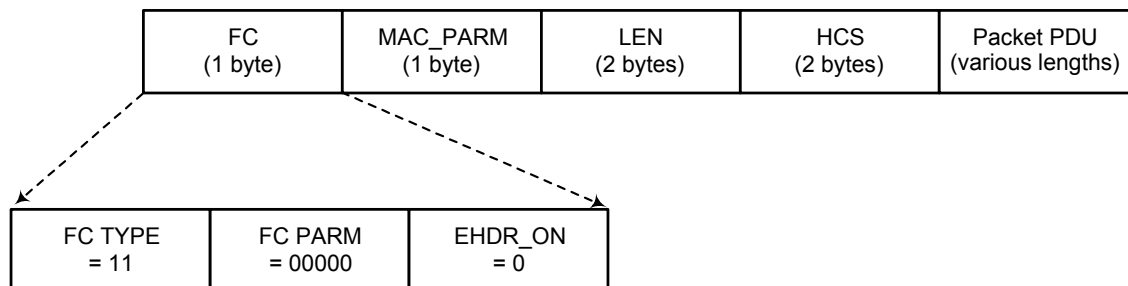 FC
(1 byte)
MAC_PARM
(1 byte)
LEN
(2 bytes)
HCS
(2 bytes)
Packet PDU
(various lengths)
FC TYPE
= 11
FC PARM
= 00000
EHDR_ON
= 0